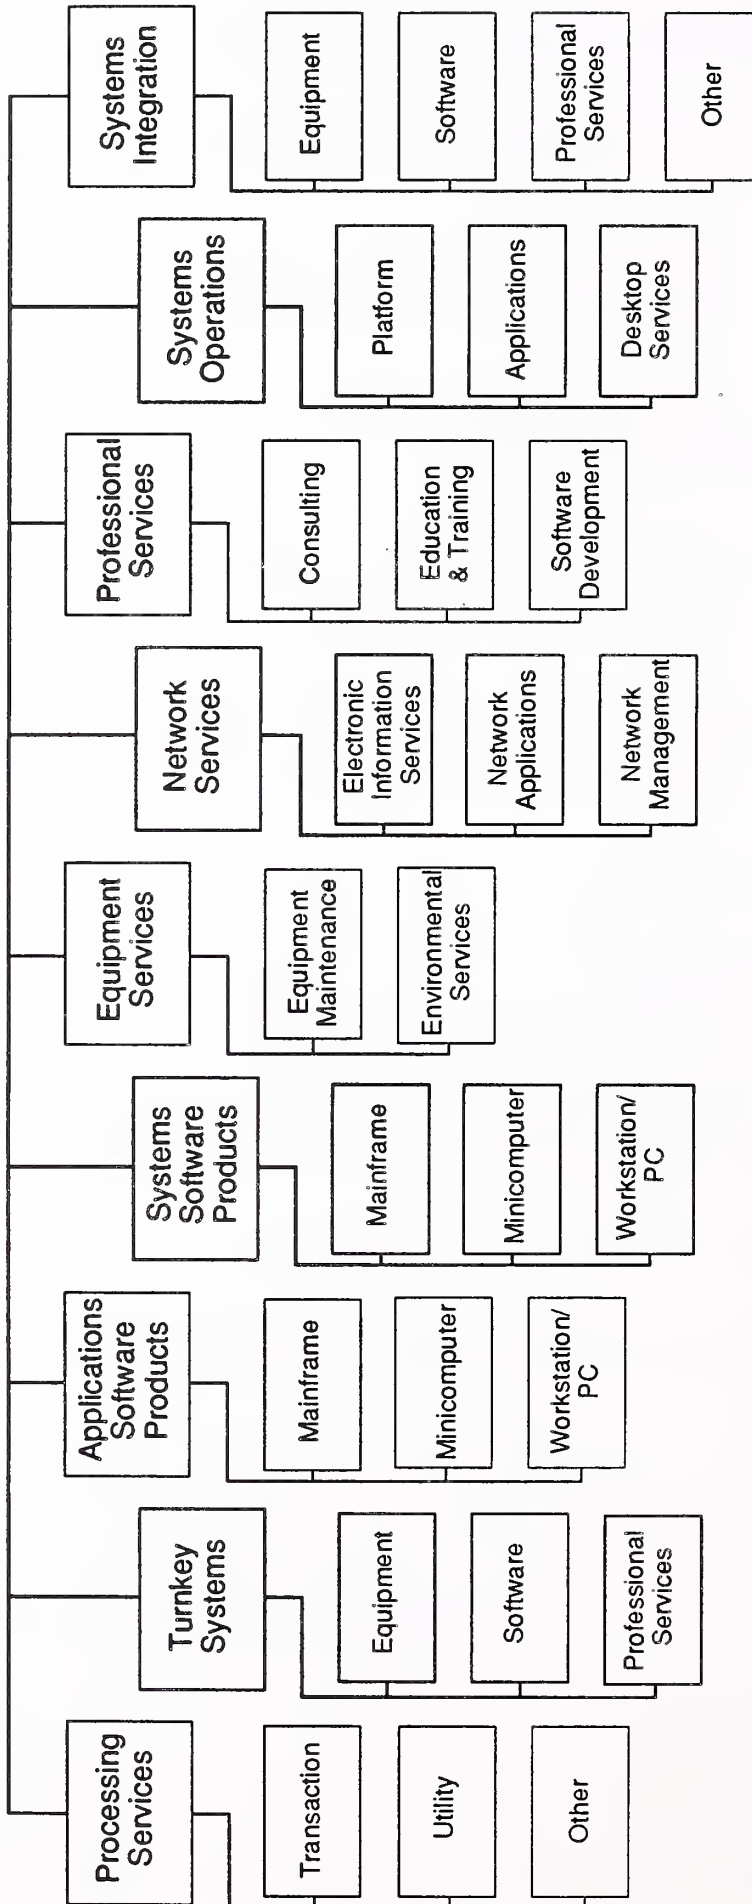 Processing
Services
Transaction
Utility
Other
Turnkey
Systems
Equipment
Software
Professional
Services
Applications
Software
Products
Mainframe
Minicomputer
Workstation/
PC
Systems
Software
Products
Mainframe
Minicomputer
Workstation/
PC
Equipment
Services
Equipment
Maintenance
Environmental
Services
Network
Services
Electronic
Information
Services
Network
Applications
Network
Management
Professional
Services
Consulting
Education
& Training
Software
Development
Systems
Operations
Platform
Applications
Desktop
Services
Systems
Integration
Equipment
Software
Professional
Services
Other